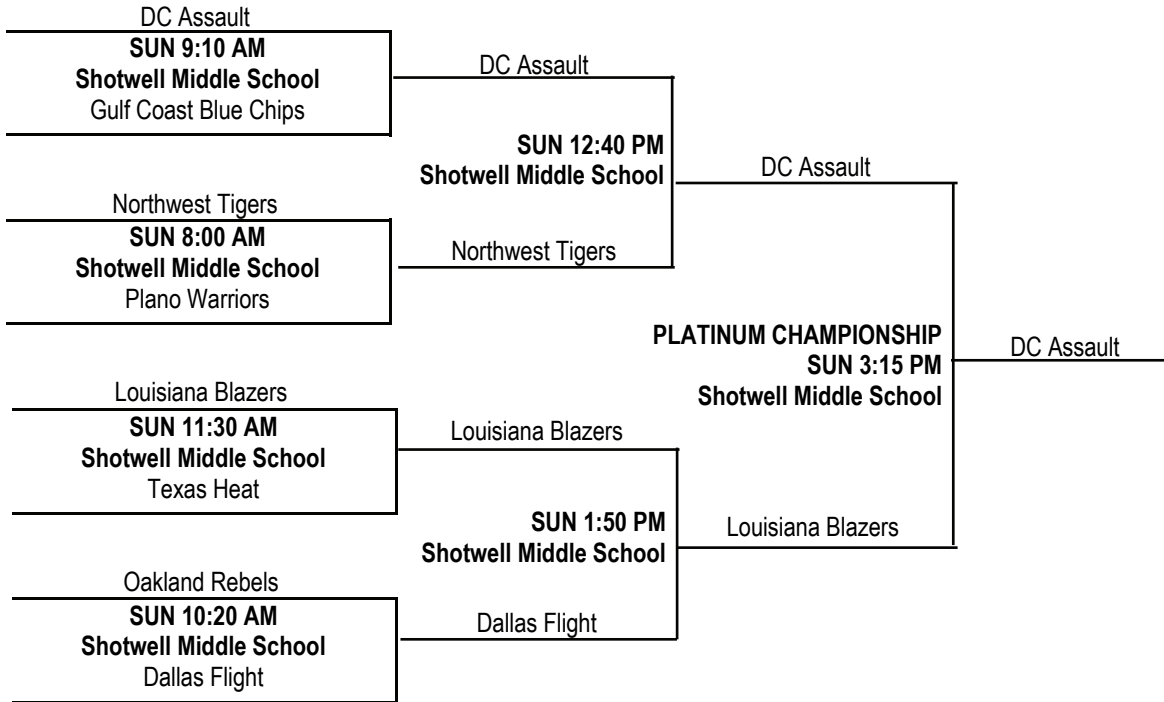 DC Assault
SUN 9:10 AM
Shotwell Middle School
Gulf Coast Blue Chips
Northwest Tigers
SUN 8:00 AM
Shotwell Middle School
Plano Warriors
Louisiana Blazers
SUN 11:30 AM
Shotwell Middle School
Texas Heat
Oakland Rebels
SUN 10:20 AM
Shotwell Middle School
Dallas Flight
DC Assault
SUN 12:40 PM
Shotwell Middle School
Northwest Tigers
Louisiana Blazers
SUN 1:50 PM
Shotwell Middle School
Dallas Flight
DC Assault
PLATINUM CHAMPIONSHIP
SUN 3:15 PM
Shotwell Middle School
Louisiana Blazers
DC Assault